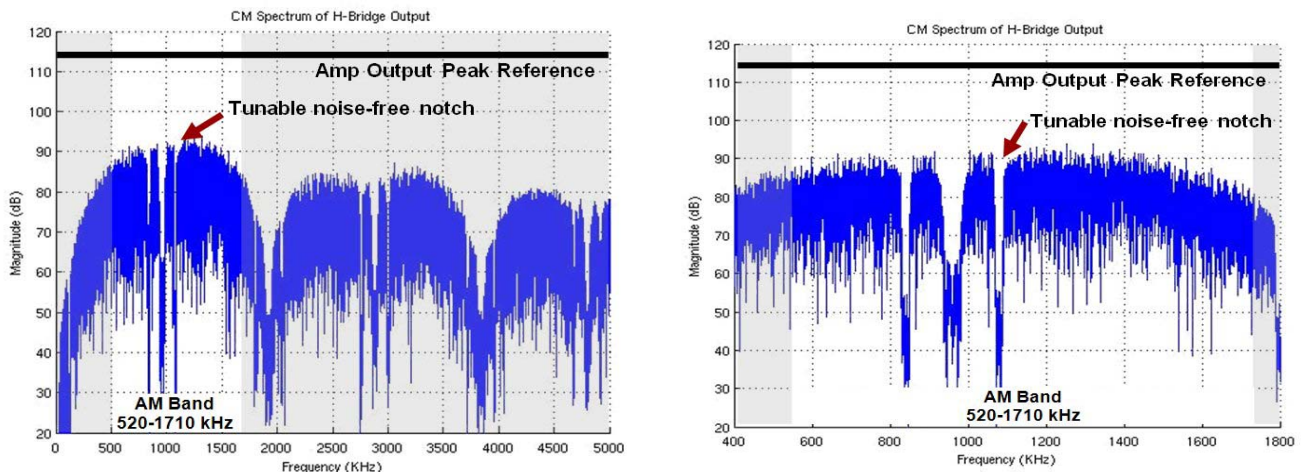 CM Spectrum of H-Bridge Output
120
110
100
90
80
70
60
50
40
30
20
Magnitude (dB)
Amp Output Peak Reference
Tunable noise-free notch
AM Band
520-1710 kHz
0 500 1000 1500 2000 2500 3000 3500 4000 4500 5000
Frequency (KHz)
CM Spectrum of H-Bridge Output
120
110
100
90
80
70
60
50
40
30
20
Magnitude (dB)
Amp Output Peak Reference
Tunable noise-free notch
AM Band
520-1710 kHz
400 600 800 1000 1200 1400 1600 1800
Frequency (KHz)